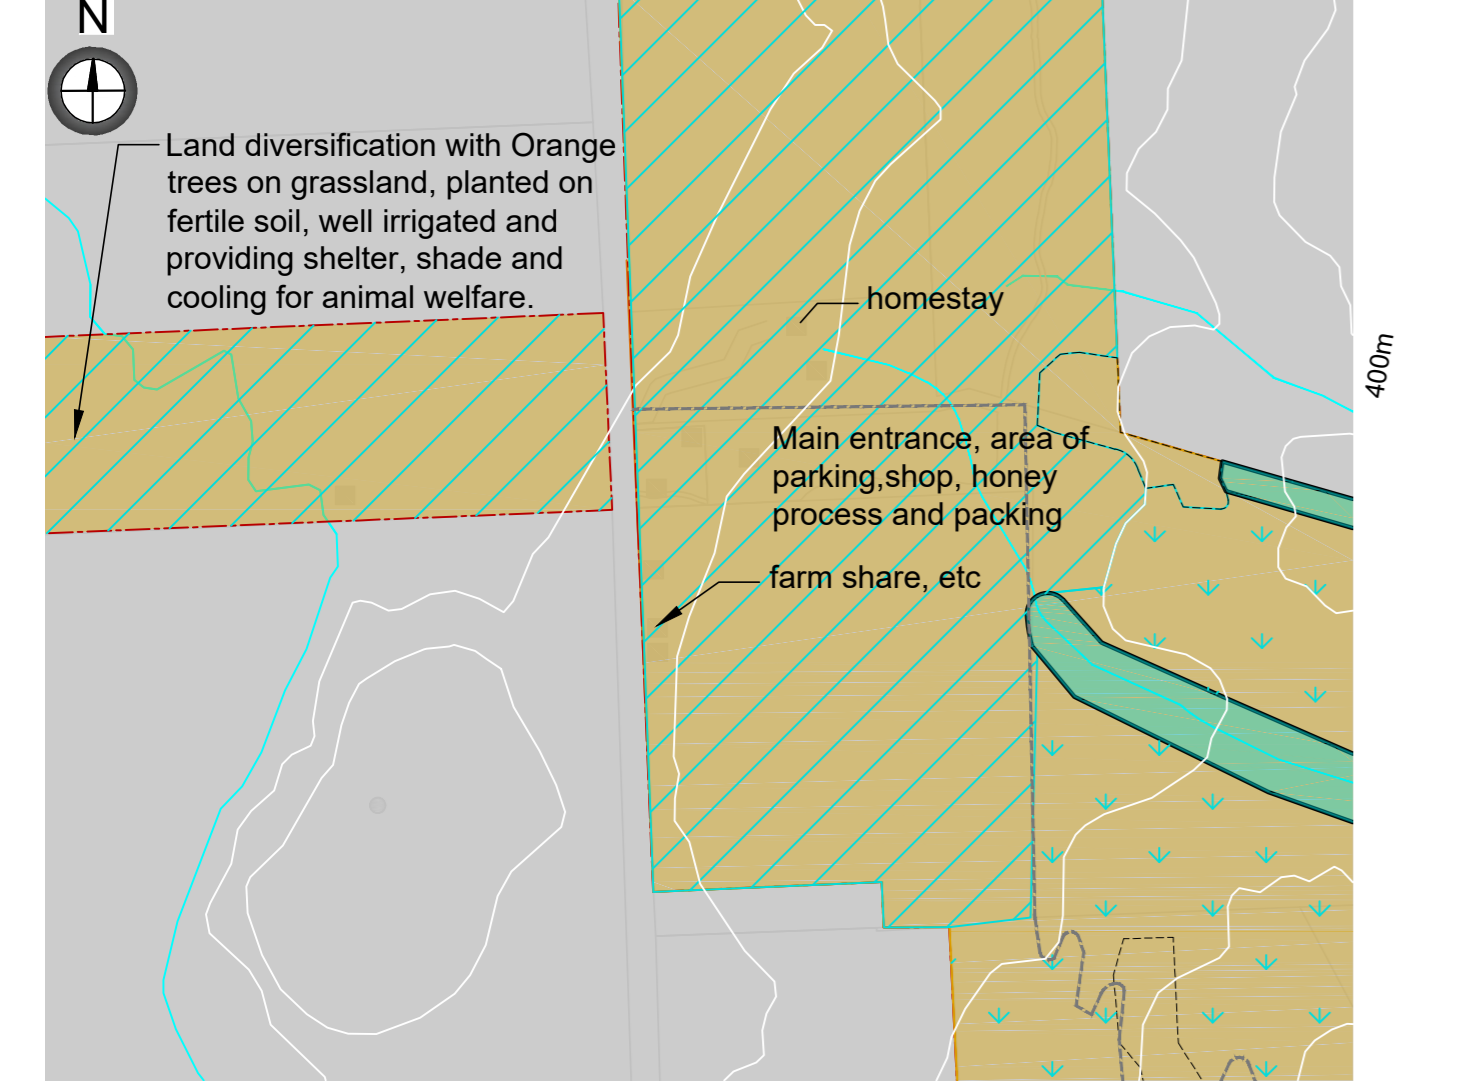 N
Land diversification with Orange
trees on grassland, planted on
fertile soil, well irrigated and
providing shelter, shade and
cooling for animal welfare.
homestay
400m
Main entrance, area of
parking,shop, honey
process and packing
farm share, etc